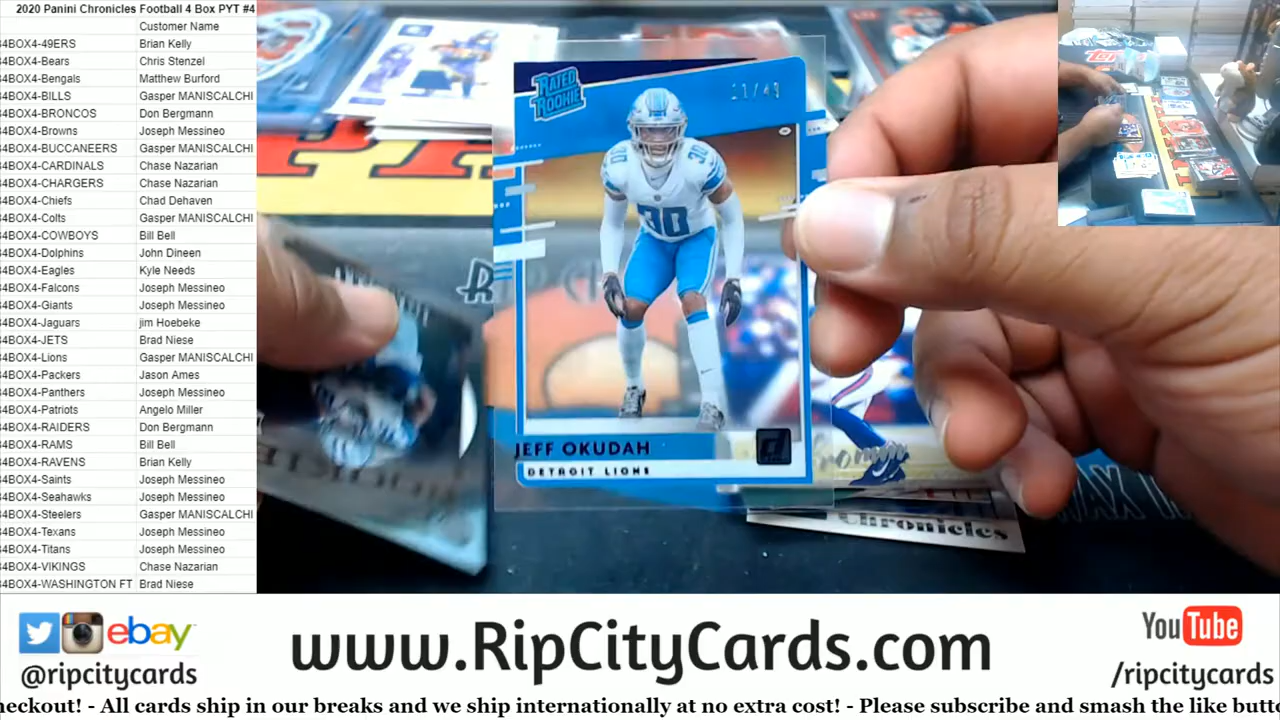 2020 Panini Chronicles Football 4 Box PYT #4
Customer Name
4BOX4-49ERS Brian Kelly
4BOX4-Bears Chris Stenzel
4BOX4-Bengals Matthew Burford
4BOX4-BILLS Gasper MANISCALCHI
4BOX4-BRONCOS Don Bergmann
4BOX4-Browns Joseph Messineo
4BOX4-BUCCANEERS Gasper MANISCALCHI
4BOX4-CARDINALS Chase Nazarian
4BOX4-CHARGERS Chase Nazarian
4BOX4-Chiefs Chad Dehaven
4BOX4-Colts Gasper MANISCALCHI
4BOX4-COWBOYS Bill Bell
4BOX4-Dolphins John Dineen
4BOX4-Eagles Kyle Needs
4BOX4-Falcons Joseph Messineo
4BOX4-Giants Joseph Messineo
4BOX4-Jaguars jim Hoebeke
4BOX4-JETS Brad Niese
4BOX4-Lions Gasper MANISCALCHI
4BOX4-Packers Jason Ames
4BOX4-Panthers Joseph Messineo
4BOX4-Patriots Angelo Miller
4BOX4-RAIDERS Don Bergmann
4BOX4-RAMS Bill Bell
4BOX4-RAVENS Brian Kelly
4BOX4-Saints Joseph Messineo
4BOX4-Seahawks Joseph Messineo
4BOX4-Steelers Gasper MANISCALCHI
4BOX4-Texans Joseph Messineo
4BOX4-Titans Joseph Messineo
4BOX4-VIKINGS Chase Nazarian
4BOX4-WASHINGTON FT Brad Niese
RATED
ROOKIE
30
30
JEFF OKUDAH
DETROIT LIONS
Chronicles
ebay
@ripcitycards
www.RipCityCards.com
YouTube
/ripcitycards
heckout! - All cards ship in our breaks and we ship internationally at no extra cost! - Please subscribe and smash the like butto